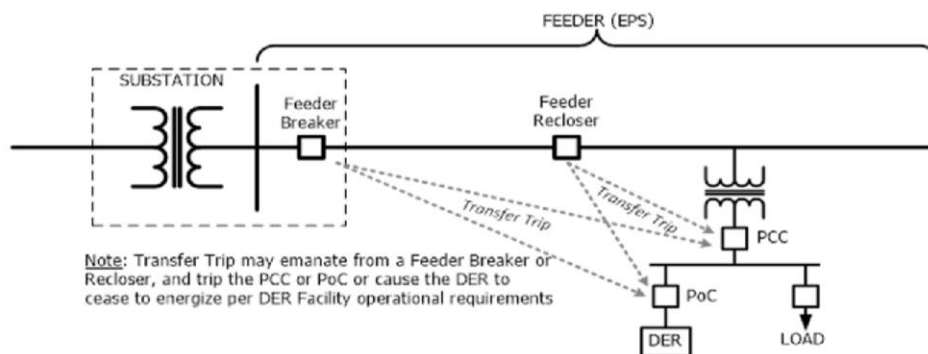 FEEDER (EPS)
SUBSTATION
Feeder
Breaker
Feeder
Recloser
Transfer Trip
Transfer Trip
PCC
Note: Transfer Trip may emanate from a Feeder Breaker or
Recloser, and trip the PCC or PoC or cause the DER to
cease to energize per DER Facility operational requirements
PoC
DER
LOAD